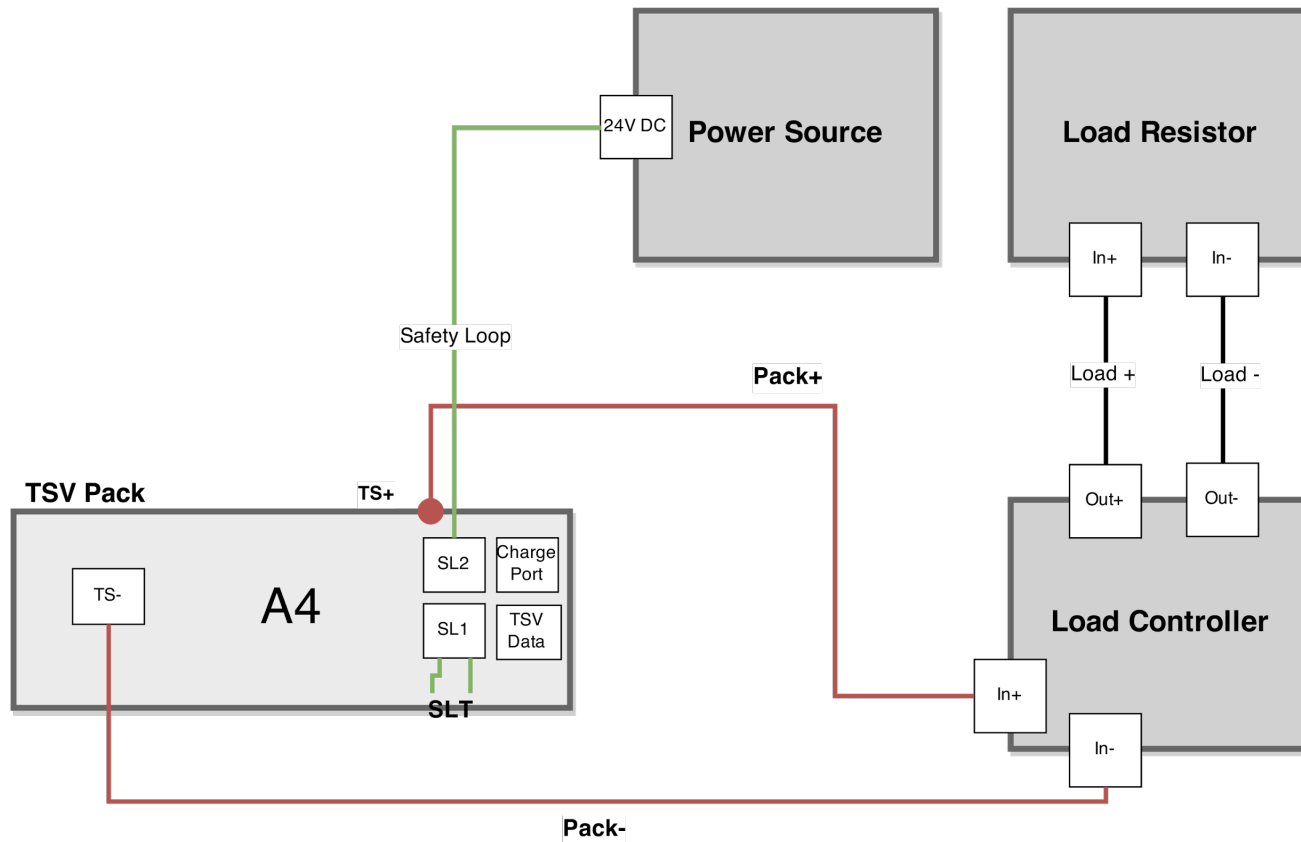 24V DC
Power Source
Load Resistor
In+
In-
Safety Loop
Pack+
Load +
Load -
TSV Pack
TS+
Out+
Out-
SL2
Charge
Port
TS-
A4
SL1
TSV
Data
Load Controller
SLT
In+
In-
Pack-